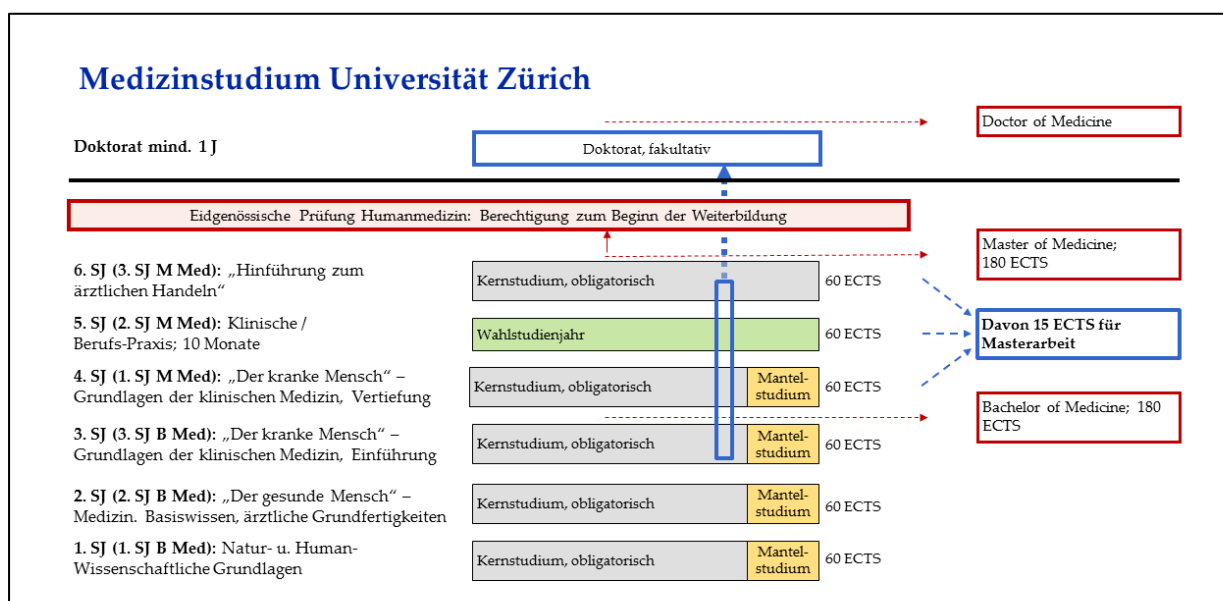 Medizinstudium Universität Zürich
Doktorat mind. 1 J
Doktorat, fakultativ
Doctor of Medicine
Eidgenössische Prüfung Humanmedizin: Berechtigung zum Beginn der Weiterbildung
Master of Medicine;
180 ECTS
6. SJ (3. SJ M Med): „Hinführung zum
ärztlichen Handeln“
Kernstudium, obligatorisch
60 ECTS
5. SJ (2. SJ M Med): Klinische /
Berufs-Praxis; 10 Monate
Wahlstudienjahr
60 ECTS
Davon 15 ECTS für
Masterarbeit
4. SJ (1. SJ M Med): „Der kranke Mensch“ –
Grundlagen der klinischen Medizin, Vertiefung
Kernstudium, obligatorisch
Mantel-
studium
60 ECTS
Bachelor of Medicine; 180
ECTS
3. SJ (3. SJ B Med): „Der kranke Mensch“ –
Grundlagen der klinischen Medizin, Einführung
Kernstudium, obligatorisch
Mantel-
studium
60 ECTS
2. SJ (2. SJ B Med): „Der gesunde Mensch“ –
Medizin. Basiswissen, ärztliche Grundfertigkeiten
Kernstudium, obligatorisch
Mantel-
studium
60 ECTS
1. SJ (1. SJ B Med): Natur- u. Human-
Wissenschaftliche Grundlagen
Kernstudium, obligatorisch
Mantel-
studium
60 ECTS